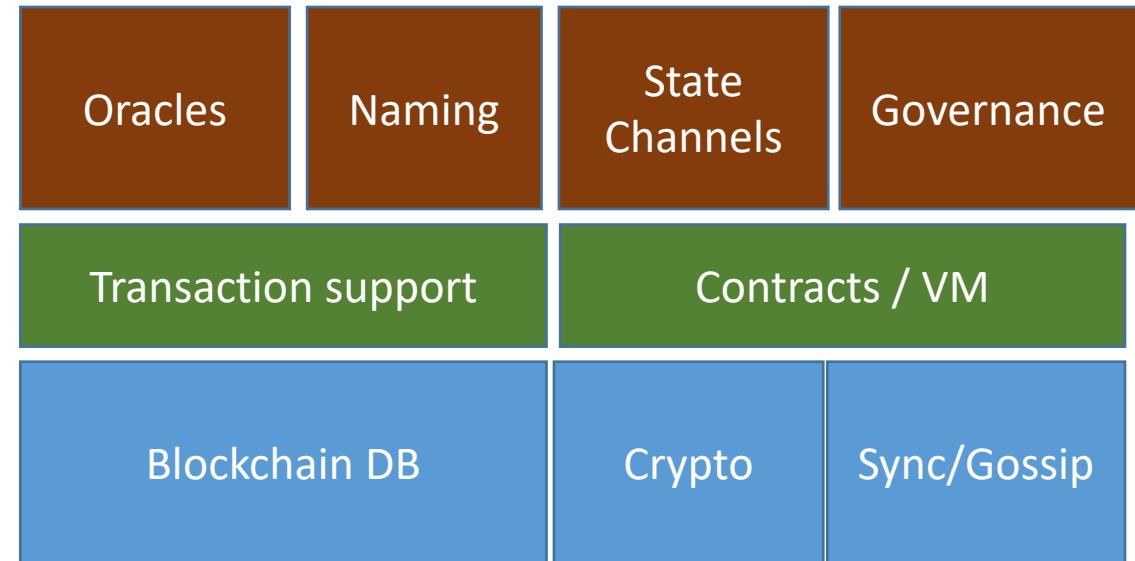 Oracles
Naming
State
Channels
Governance
Transaction support
Contracts / VM
Blockchain DB
Crypto
Sync/Gossip